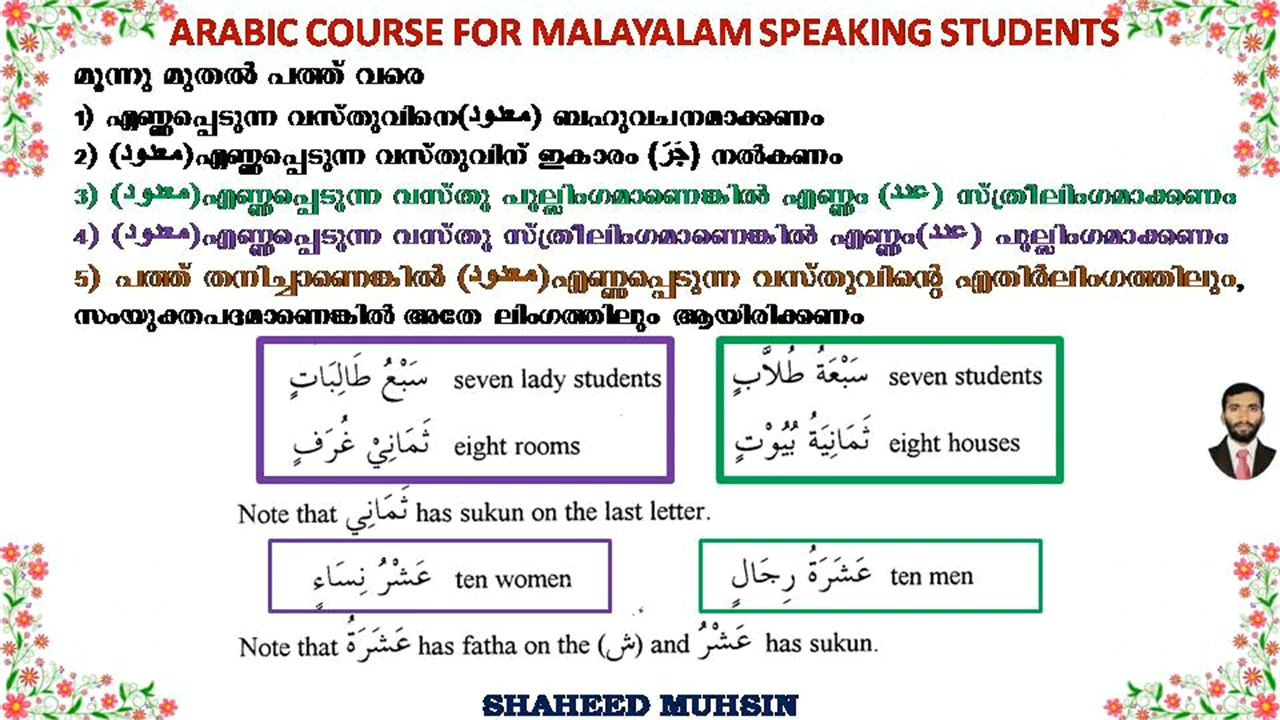 ARABIC COURSE FOR MALAYALAM SPEAKING STUDENTS
മൂന്നു മുതൽ പത്ത് വരെ
1) എണ്ണപ്പെടുന്ന വസ്തുവിനെ(معدود) ബഹുവചനമാക്കണം
2) (معدود)എണ്ണപ്പെടുന്ന വസ്തുവിന് ഇകാരം (جَرّ) നൽകണം
3) (معدود)എണ്ണപ്പെടുന്ന വസ്തു പുല്ലിംഗമാണെങ്കിൽ എണ്ണം (عدد) സ്ത്രീലിംഗമാക്കണം
4) (معدود)എണ്ണപ്പെടുന്ന വസ്തു സ്ത്രീലിംഗമാണെങ്കിൽ എണ്ണം(عدد) പുല്ലിംഗമാക്കണം
5) പത്ത് തനിച്ചാണെങ്കിൽ (معدود)എണ്ണപ്പെടുന്ന വസ്തുവിന്റെ എതിർലിംഗത്തിലും,
സംയുക്തപദമാണെങ്കിൽ അതേ ലിംഗത്തിലും ആയിരിക്കണം
سَبْعُ طَالِبَاتٍ seven lady students
ثَمَانِيْ غُرَفٍ eight rooms
سَبْعَةُ طُلاَّبٍ seven students
ثَمَانِيَةُ بُيُوْتٍ eight houses
Note that ثَمَانِي has sukun on the last letter.
عَشْرُ نِسَاءٍ ten women
عَشَرَةُ رِجَالٍ ten men
Note that عَشَرَةُ has fatha on the (ش) and عَشْرُ has sukun.
SHAHEED MUHSIN